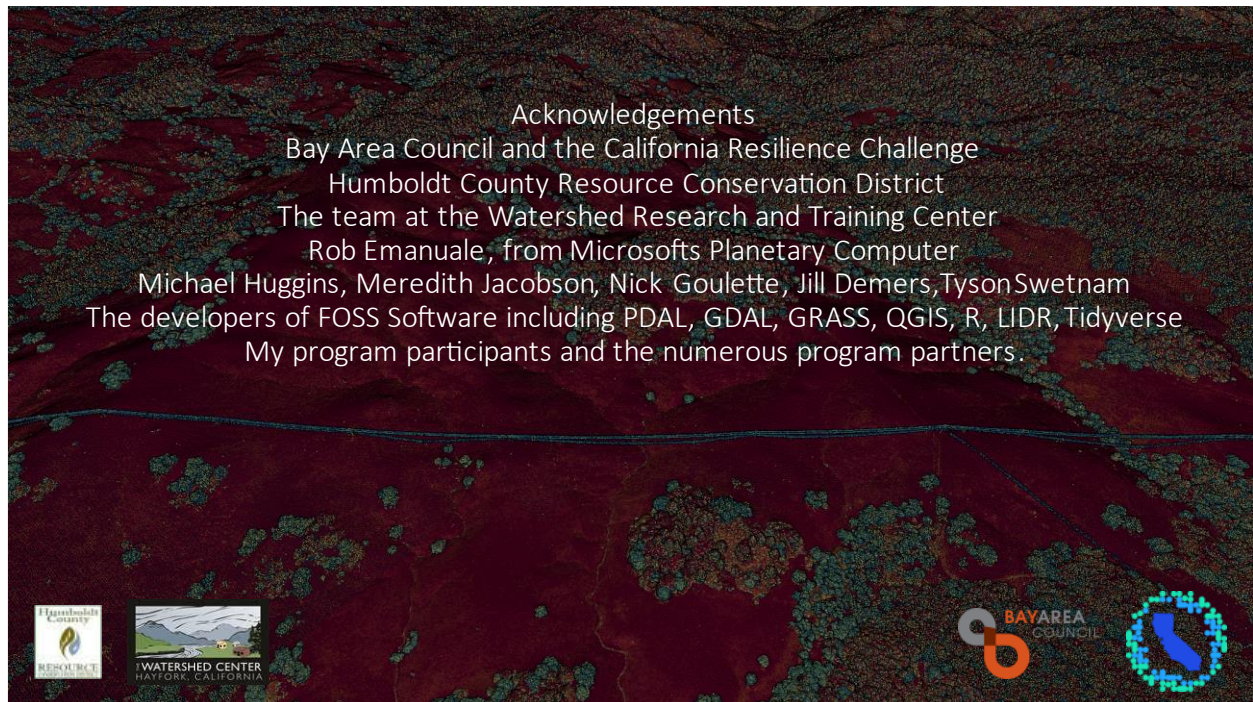 Acknowledgements
Bay Area Council and the California Resilience Challenge
Humboldt County Resource Conservation District
The team at the Watershed Research and Training Center
Rob Emanuale, from Microsofts Planetary Computer
Michael Huggins, Meredith Jacobson, Nick Goulette, Jill Demers,Tyson Swetnam
The developers of FOSS Software including PDAL, GDAL, GRASS, QGIS, R, LIDR, Tidyverse
My program participants and the numerous program partners.
Humboldt
County
RESOURCE
THE WATERSHED CENTER
HAYFORK, CALIFORNIA
BAYAREA
COUNCIL